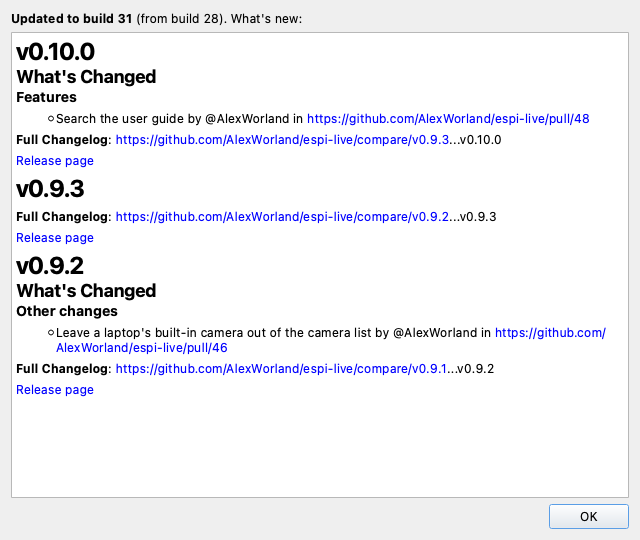 Updated to build 31 (from build 28). What's new:
v0.10.0
What's Changed
Features
Search the user guide by @AlexWorland in https://github.com/AlexWorland/espi-live/pull/48
Full Changelog: https://github.com/AlexWorland/espi-live/compare/v0.9.3...v0.10.0
Release page
v0.9.3
Full Changelog: https://github.com/AlexWorland/espi-live/compare/v0.9.2...v0.9.3
Release page
v0.9.2
What's Changed
Other changes
Leave a laptop's built-in camera out of the camera list by @AlexWorland in https://github.com/
AlexWorland/espi-live/pull/46
Full Changelog: https://github.com/AlexWorland/espi-live/compare/v0.9.1...v0.9.2
Release page
OK